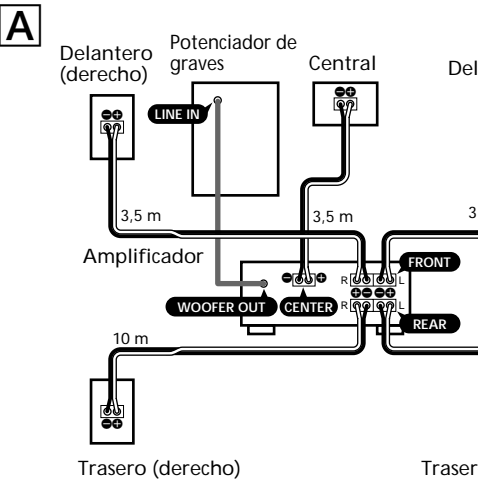 A
Delantero
(derecho)
Potenciador de
graves
Central
Del
LINE IN
3,5 m
3,5 m
3
Amplificador
FRONT
R
L
WOOFER OUT
CENTER
R
L
REAR
10 m
Trasero (derecho)
Traser